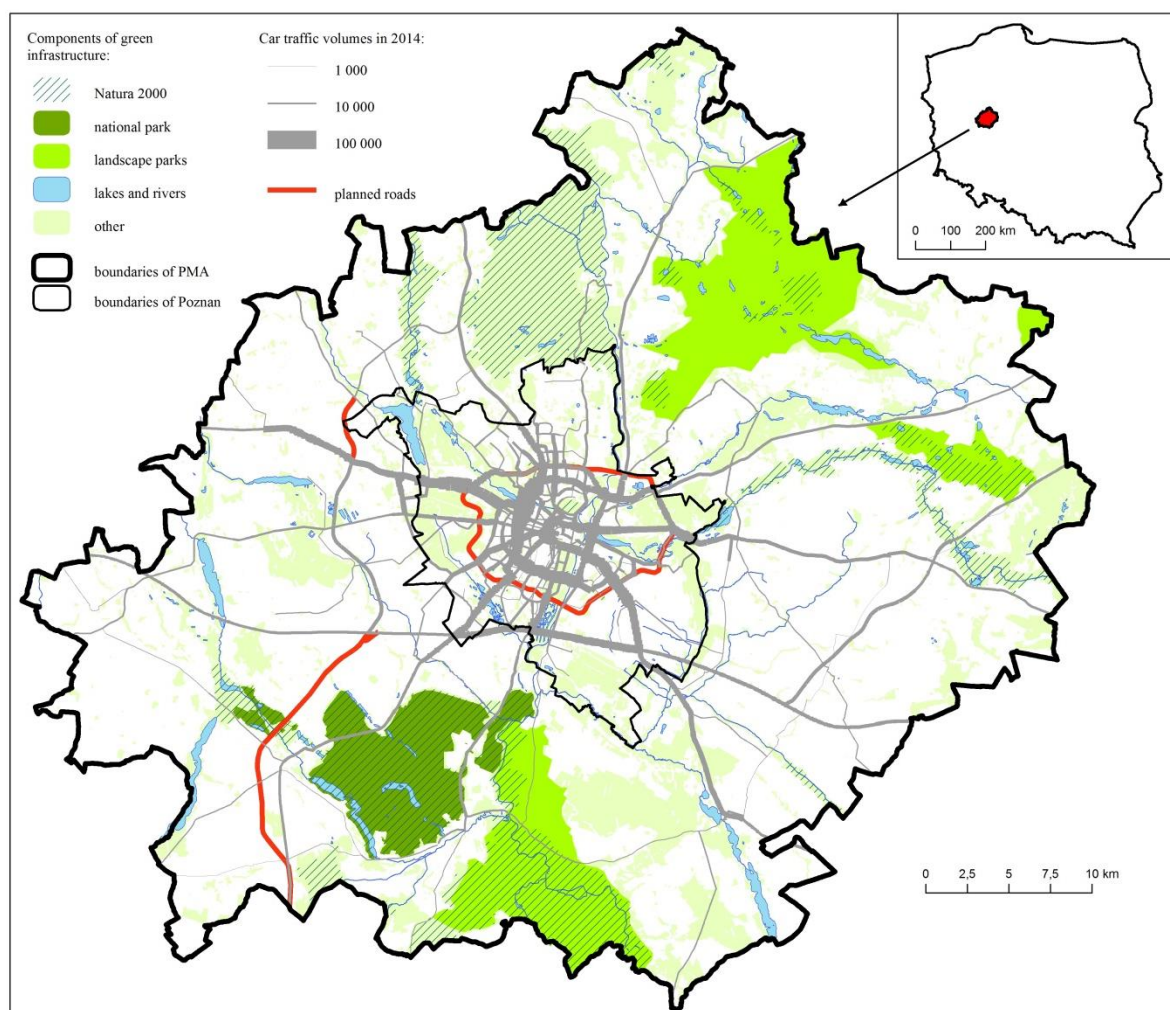 Components of green
infrastructure:
Natura 2000
national park
landscape parks
lakes and rivers
other
boundaries of PMA
boundaries of Poznan
Car traffic volumes in 2014:
1 000
10 000
100 000
planned roads
0 100 200 km
0 2,5 5 7,5 10 km